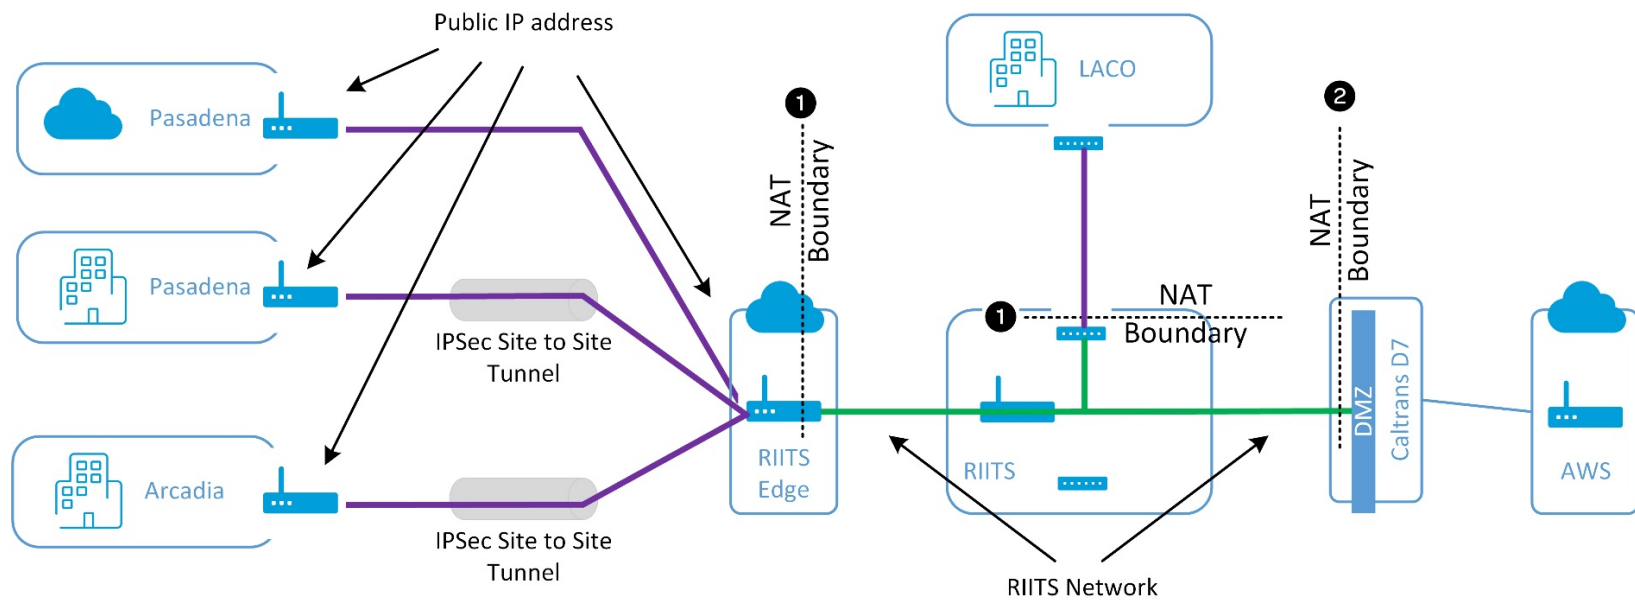 Public IP address
LACO
Pasadena
1
2
NAT
Boundary
NAT
Boundary
Pasadena
IPSec Site to Site
Tunnel
1
NAT
Boundary
RIITS
Edge
RIITS
DMZ
Caltrans D7
AWS
Arcadia
IPSec Site to Site
Tunnel
RIITS Network